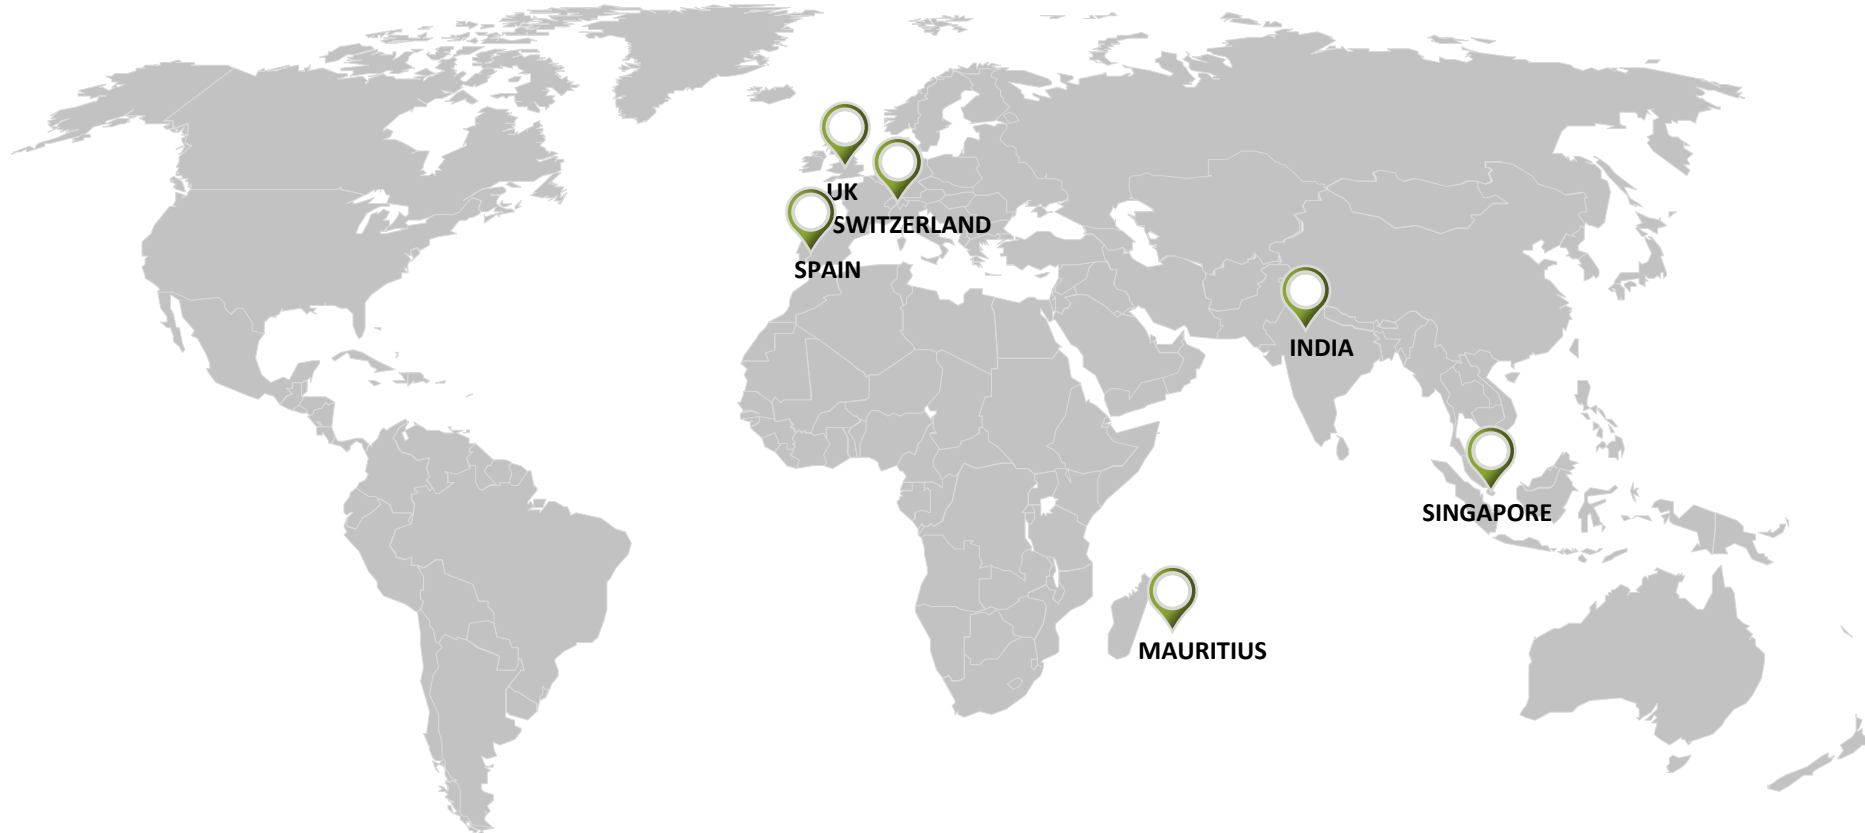 UK
SWITZERLAND
SPAIN
INDIA
SINGAPORE
MAURITIUS